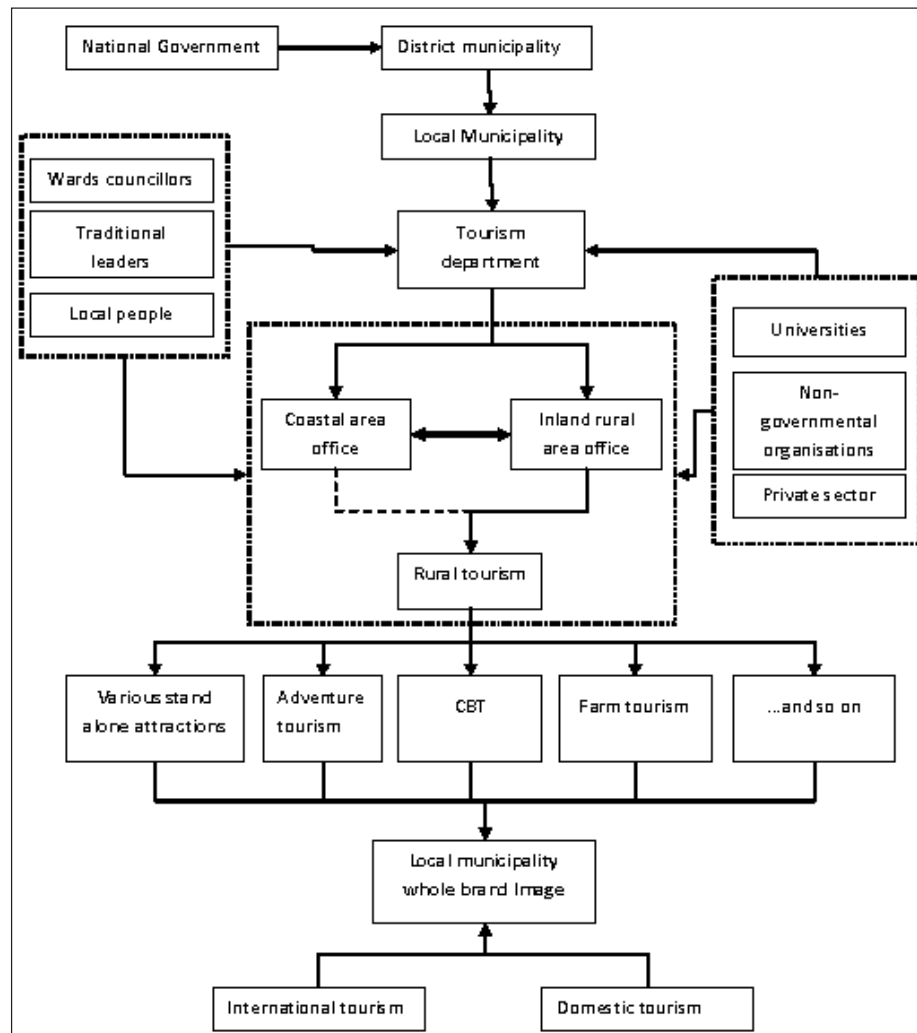 National Government
District municipality
Local Municipality
Wards councillors
Traditional
leaders
Local people
Tourism
department
Universities
Non-
governmental
organisations
Private sector
Coastal area
office
Inland rural
area office
Rural tourism
Various stand
alone attractions
Adventure
tourism
CBT
Farm tourism
...and so on
Local municipality
whole brand Image
International tourism
Domestic tourism